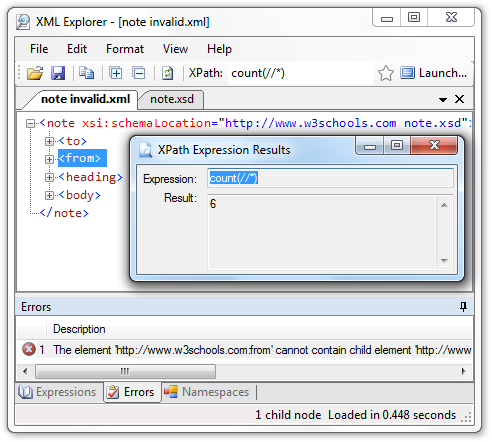 XML Explorer - [note invalid.xml]
File Edit Format View Help
XPath: count(//*) Launch...
note invalid.xml note.xsd
<note xsi:schemaLocation="http://www.w3schools.com note.xsd"
<to>
<from>
<heading>
<body>
</note>
XPath Expression Results
Expression: count(//*)
Result: 6
Errors
Description
1 The element 'http://www.w3schools.com:from' cannot contain child element 'http://www
Expressions Errors Namespaces
1 child node Loaded in 0.448 seconds